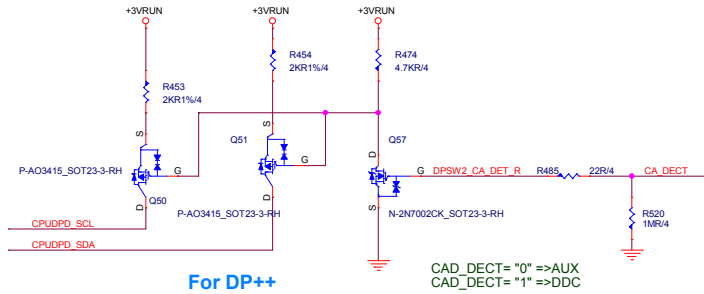 +3VRUN
+3VRUN
+3VRUN
R453
2KR1%/4
R454
2KR1%/4
R474
4.7KR/4
S
S
D
Q51
Q57
P-AO3415_SOT23-3-RH
G
G
G
DPSW2_CA_DET_R
R485
22R/4
CA_DECT
Q50
D
P-AO3415_SOT23-3-RH
D
S
N-2N7002CK_SOT23-3-RH
R520
1MR/4
CPUDPD_SCL
CPUDPD_SDA
For DP++
CAD_DECT= "0" =>AUX
CAD_DECT= "1" =>DDC